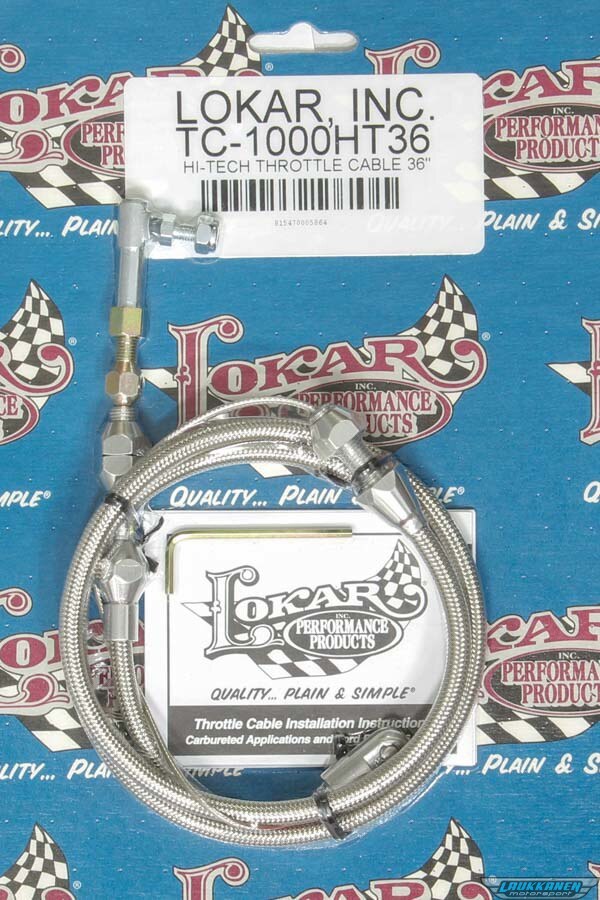 LOKAR, INC.
TC-1000HT36
HI-TECH THROTTLE CABLE 36"
815470005864
LOKAR
INC.
PERFORMANCE
PRODUCTS
QUALITY... PLAIN & SIMPLE
LOKAR®
INC.
PERFORMANCE
PRODUCTS
QUALITY... PLAIN & SIMPLE®
LOKAR
INC.
PERFORMANCE
PRODUCTS
QUALITY... PLAIN & SIMPLE®
Throttle Cable Installation Instruction
Carbureted Applications and
LAUKKANEN
motorsport